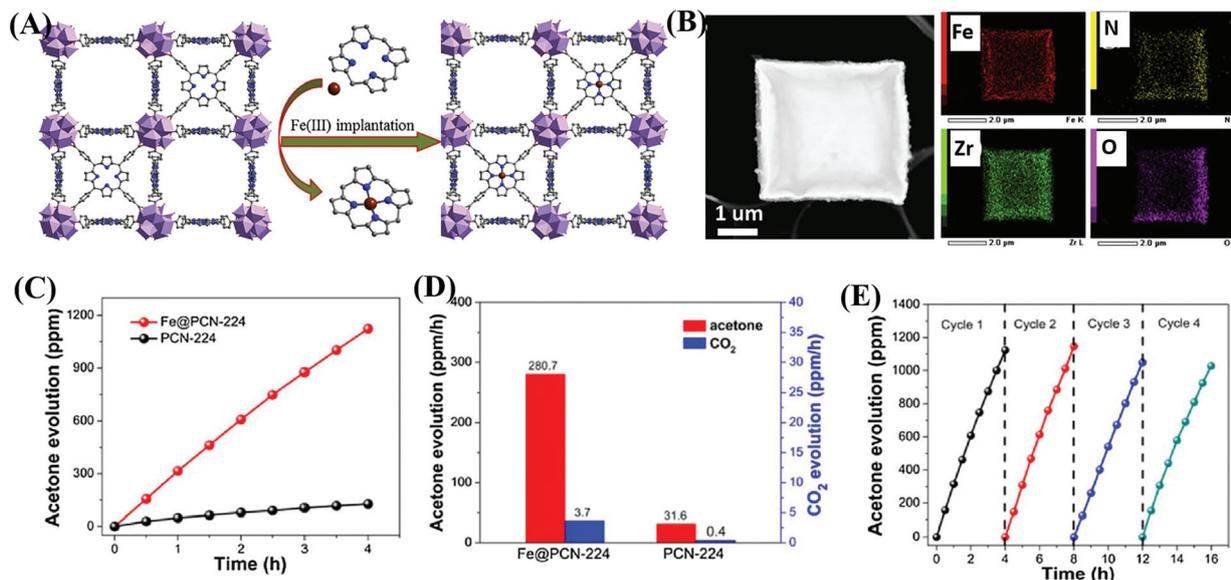 (A)
Fe(III) implantation
(B)
1 um
Fe
2.0 μm
Fe K
N
2.0 μm
N
Zr
2.0 μm
Zr L
O
2.0 μm
O
(C)
Acetone evolution (ppm)
1200
900
600
300
0
Fe@PCN-224
PCN-224
0 1 2 3 4
Time (h)
(D)
Acetone evolution (ppm/h)
400
300
200
100
0
acetone
CO2
280.7
3.7
31.6
0.4
Fe@PCN-224 PCN-224
40
35
30
25
20
15
10
5
0
CO2 evolution (ppm/h)
(E)
Acetone evolution (ppm)
1400
1200
1000
800
600
400
200
0
Cycle 1 Cycle 2 Cycle 3 Cycle 4
0 2 4 6 8 10 12 14 16
Time (h)